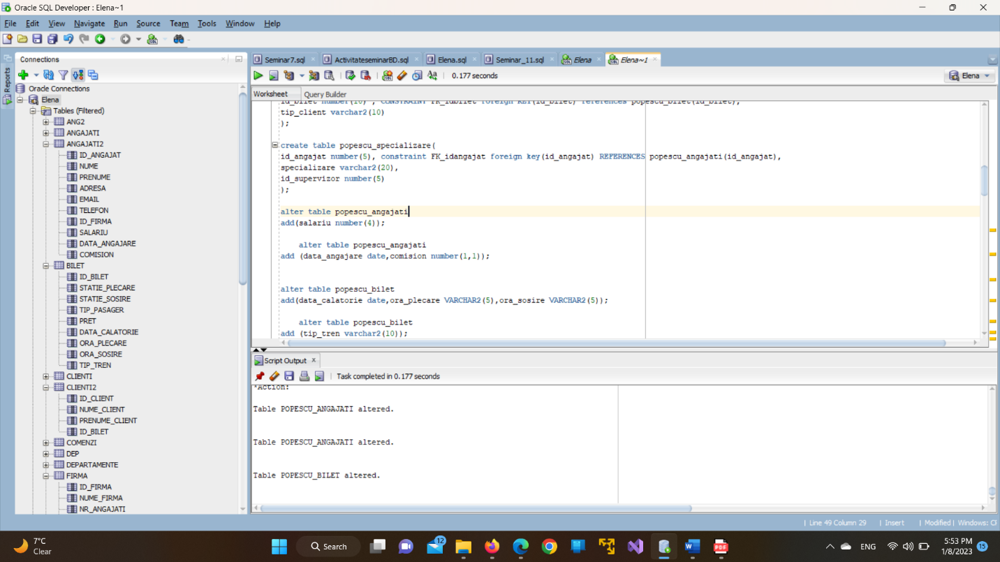 Oracle SQL Developer : Elena~1
File Edit View Navigate Run Source Team Tools Window Help
Connections
Reports
Oracle Connections
Elena
Tables (Filtered)
ANG2
ANGAJATI
ANGAJATI2
ID_ANGAJAT
NUME
PRENUME
ADRESA
EMAIL
TELEFON
ID_FIRMA
SALARIU
DATA_ANGAJARE
COMISION
BILET
ID_BILET
STATIE_PLECARE
STATIE_SOSIRE
TIP_PASAGER
PRET
DATA_CALATORIE
ORA_PLECARE
ORA_SOSIRE
TIP_TREN
CLIENTI
CLIENTI2
ID_CLIENT
NUME_CLIENT
PRENUME_CLIENT
ID_BILET
COMENZI
DEP
DEPARTAMENTE
FIRMA
ID_FIRMA
NUME_FIRMA
NR_ANGAJATI
Seminar7.sql ActivitateseminarBD.sql Elena.sql Seminar_11.sql Elena Elena~1
0.177 seconds
Elena
Worksheet Query Builder
id_bilet number(10) , CONSTRAINT FK_idbilet foreign KEY(id_bilet) references popescu_bilet(id_bilet),
tip_client varchar2(10)
);
create table popescu_specializare(
id_angajat number(5), constraint FK_idangajat foreign key(id_angajat) REFERENCES popescu_angajati(id_angajat),
specializare varchar2(20),
id_supervizor number(5)
);
alter table popescu_angajati
add(salariu number(4));
alter table popescu_angajati
add (data_angajare date,comision number(1,1));
alter table popescu_bilet
add(data_calatorie date,ora_plecare VARCHAR2(5),ora_sosire VARCHAR2(5));
alter table popescu_bilet
add (tip_tren varchar2(10));
Script Output
Task completed in 0.177 seconds
*Action:
Table POPESCU_ANGAJATI altered.
Table POPESCU_ANGAJATI altered.
Table POPESCU_BILET altered.
| Line 49 Column 29 | Insert | Modified | Windows: CR
7°C
Clear
Search
12
PDF
ENG
5:53 PM
1/8/2023
15